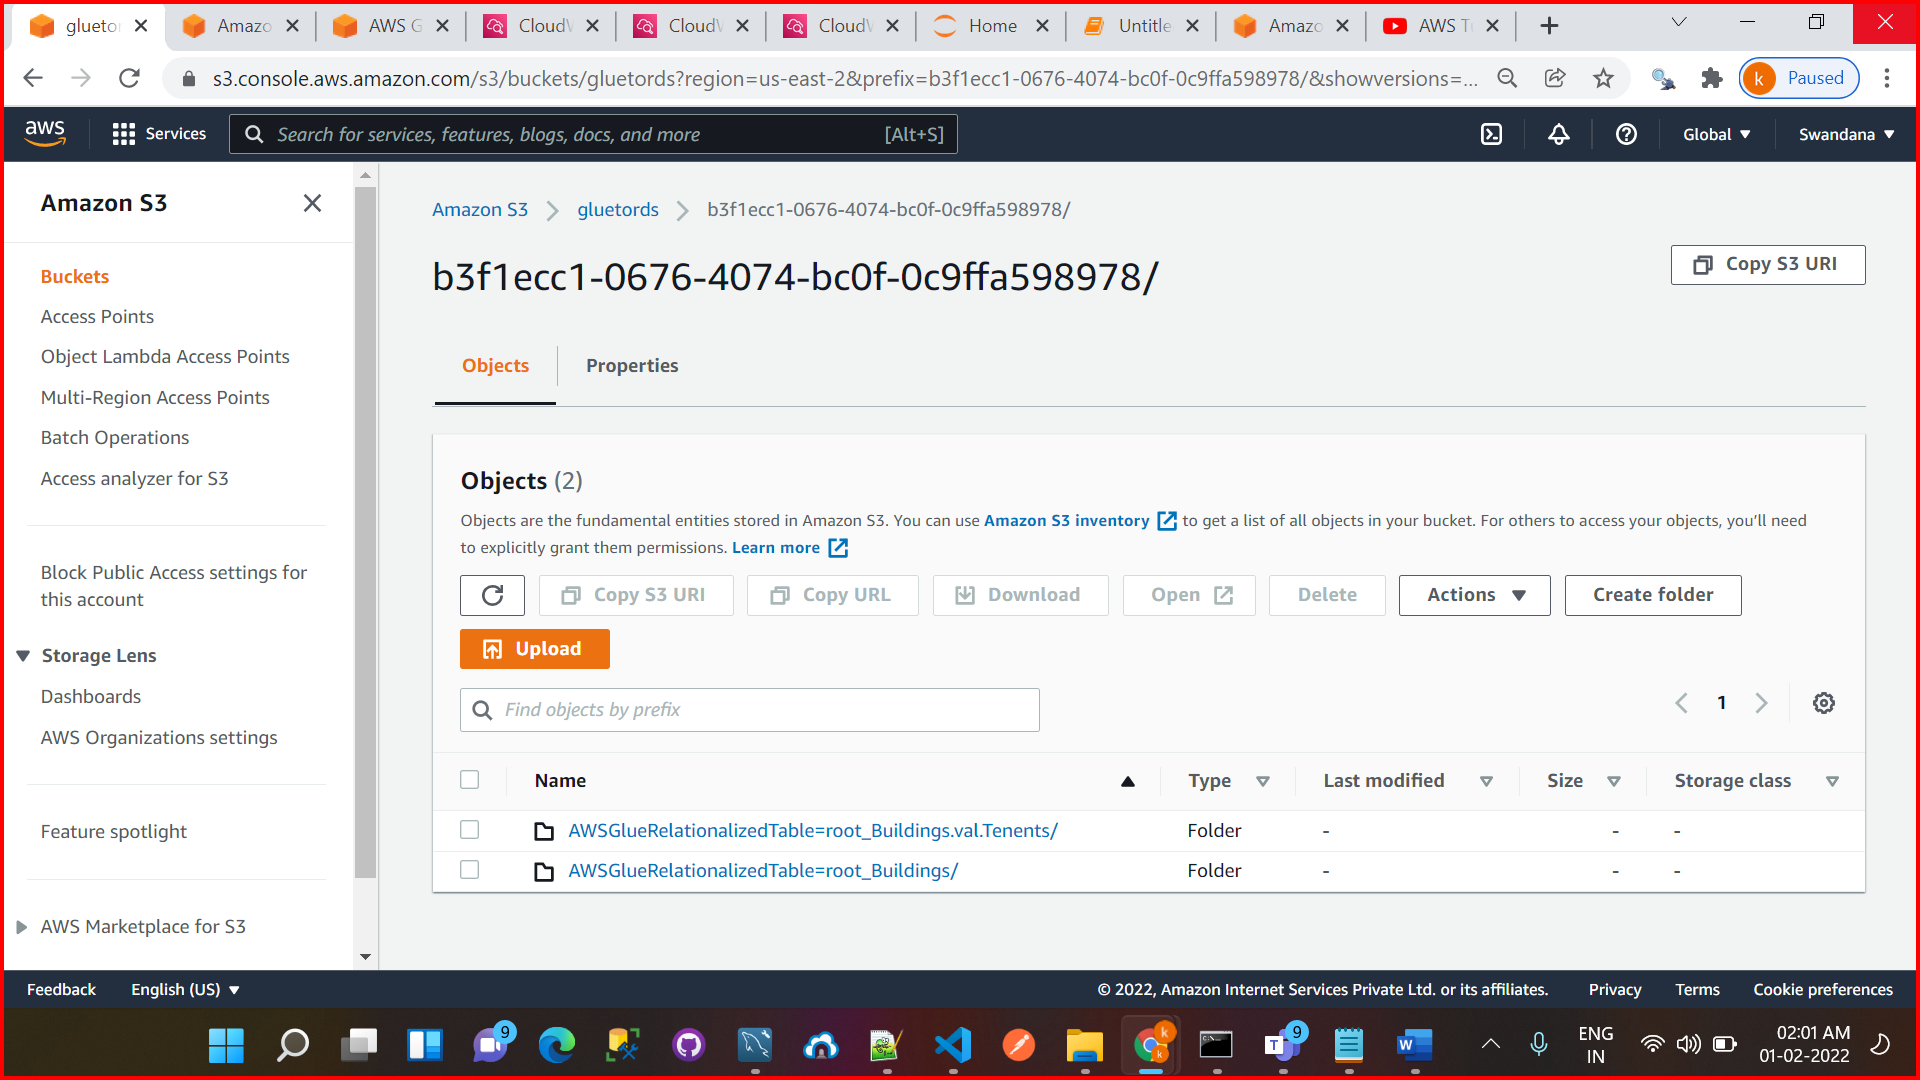 glueto
Amazo
AWS G
CloudW
CloudW
CloudW
Home
Untitle
Amazo
AWS T
s3.console.aws.amazon.com/s3/buckets/gluetords?region=us-east-2&prefix=b3f1ecc1-0676-4074-bc0f-0c9ffa598978/&showversions=...
k
Paused
aws
Services
Search for services, features, blogs, docs, and more
[Alt+S]
Global
Swandana
Amazon S3
Buckets
Access Points
Object Lambda Access Points
Multi-Region Access Points
Batch Operations
Access analyzer for S3
Block Public Access settings for
this account
Storage Lens
Dashboards
AWS Organizations settings
Feature spotlight
AWS Marketplace for S3
Amazon S3
gluetords
b3f1ecc1-0676-4074-bc0f-0c9ffa598978/
b3f1ecc1-0676-4074-bc0f-0c9ffa598978/
Copy S3 URI
Objects
Properties
Objects (2)
Objects are the fundamental entities stored in Amazon S3. You can use Amazon S3 inventory to get a list of all objects in your bucket. For others to access your objects, you'll need
to explicitly grant them permissions. Learn more
Copy S3 URI
Copy URL
Download
Open
Delete
Actions
Create folder
Upload
Find objects by prefix
1
Name
Type
Last modified
Size
Storage class
AWSGlueRelationalizedTable=root_Buildings.val.Tenents/
Folder
-
-
-
AWSGlueRelationalizedTable=root_Buildings/
Folder
-
-
-
Feedback
English (US)
© 2022, Amazon Internet Services Private Ltd. or its affiliates.
Privacy
Terms
Cookie preferences
9
k
k
9
T
W
ENG
IN
02:01 AM
01-02-2022